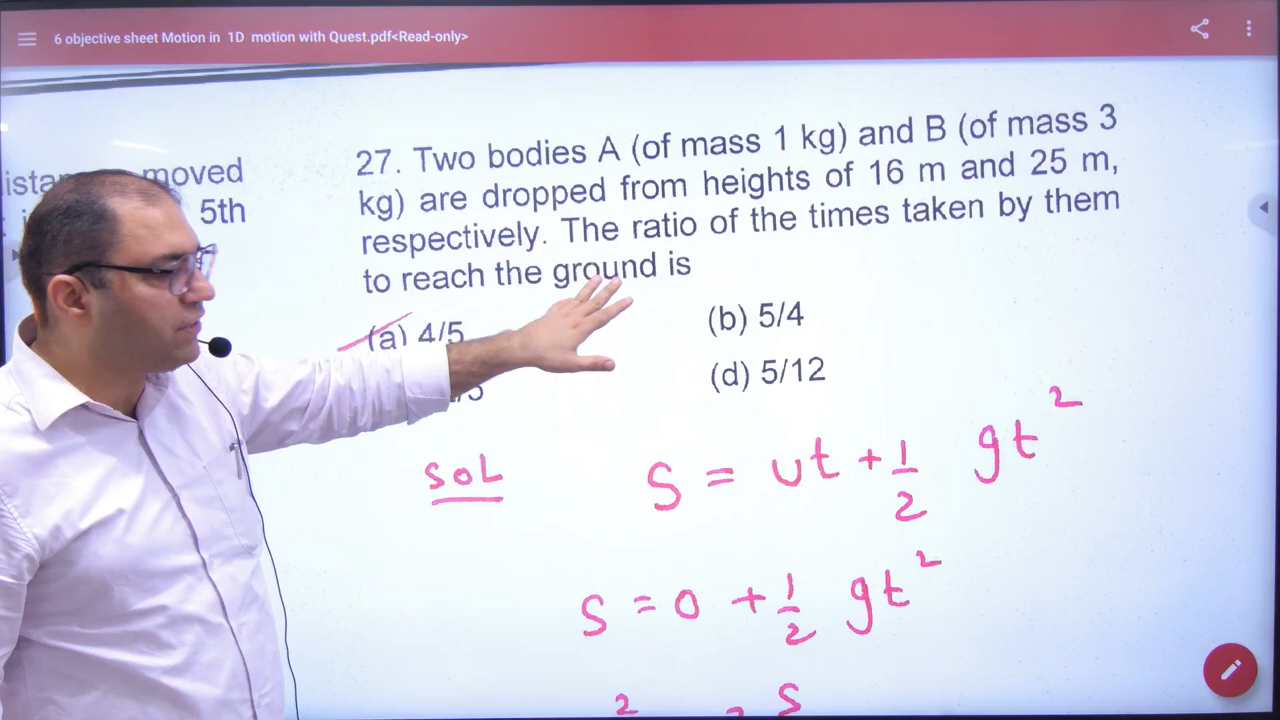 6 objective sheet Motion in 1D motion with Quest.pdf<Read-only>
moved
5th
27. Two bodies A (of mass 1 kg) and B (of mass 3
kg) are dropped from heights of 16 m and 25 m,
respectively. The ratio of the times taken by them
to reach the ground is
(a) 4/5
(b) 5/4
(d) 5/12
SOL
S = ut + 1/2 gt²
S = 0 + 1/2 gt²
2 = S